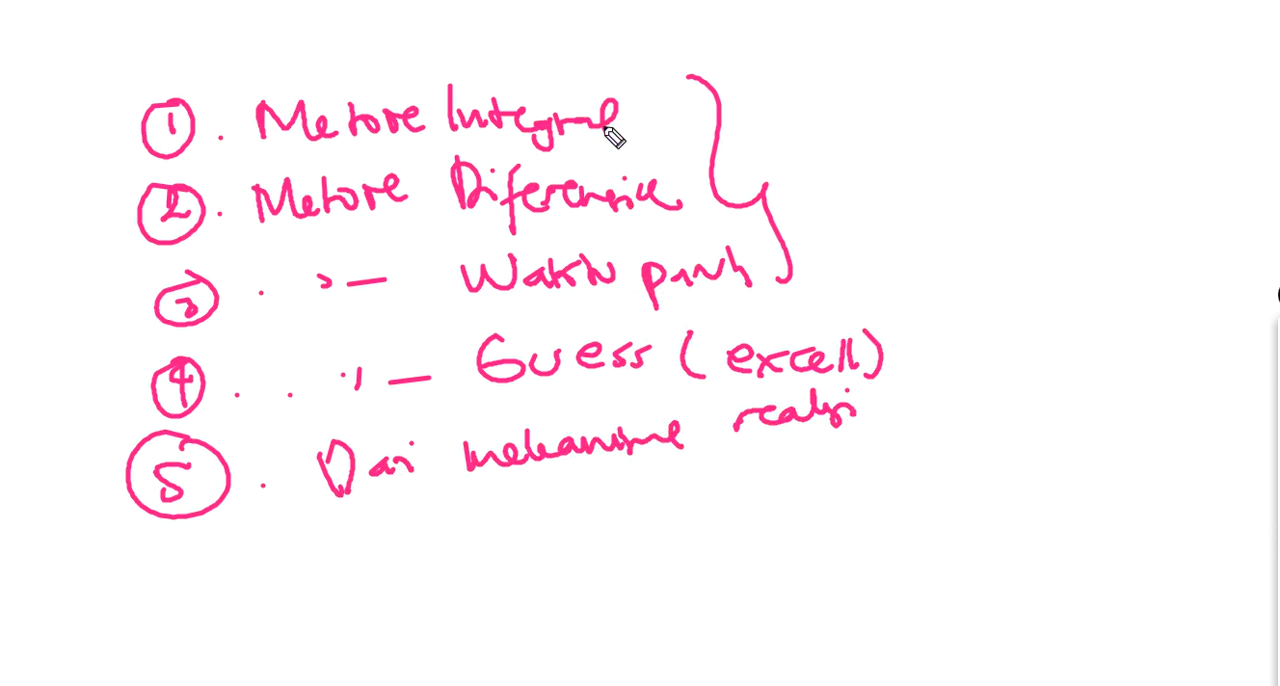 ① . Metode Integral
② . Metode Diferensial
③ . " — Waktu paruh
④ . . " — Guess (excell)
⑤ . Dari mekanisme reaksi